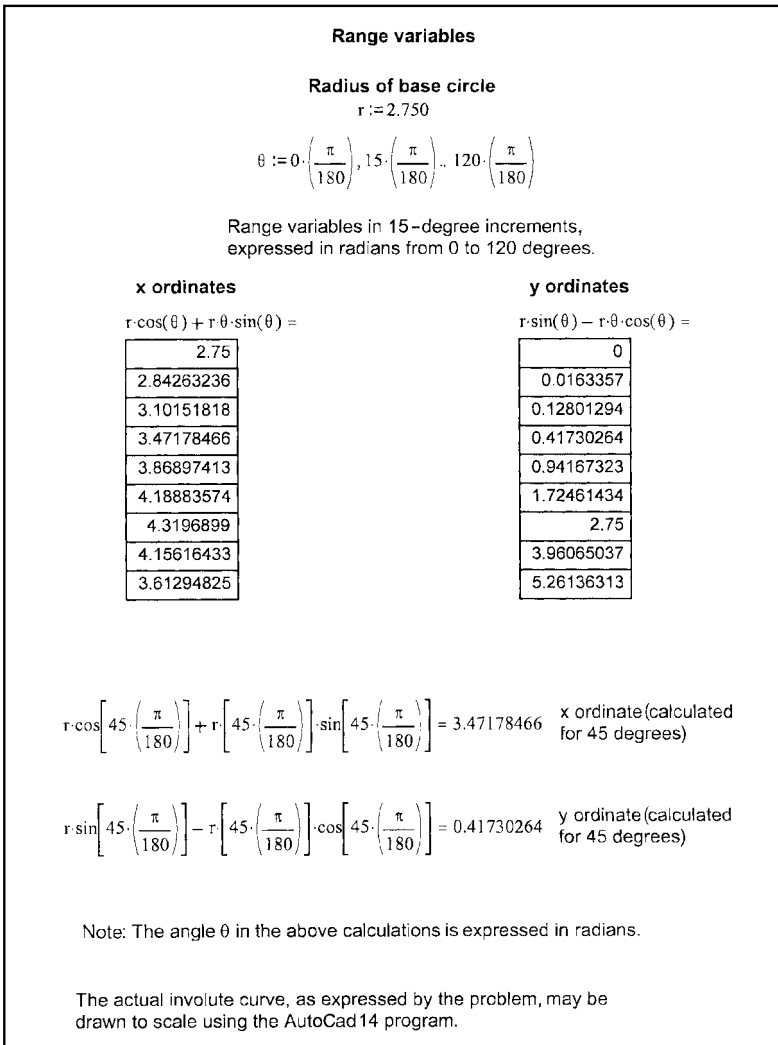 Range variables
Radius of base circle
r := 2.750
θ := 0·(π/180), 15·(π/180) .. 120·(π/180)
Range variables in 15-degree increments,
expressed in radians from 0 to 120 degrees.
x ordinates
r·cos(θ) + r·θ·sin(θ) =
2.75
2.84263236
3.10151818
3.47178466
3.86897413
4.18883574
4.3196899
4.15616433
3.61294825
y ordinates
r·sin(θ) − r·θ·cos(θ) =
0
0.0163357
0.12801294
0.41730264
0.94167323
1.72461434
2.75
3.96065037
5.26136313
r·cos[45·(π/180)] + r·[45·(π/180)]·sin[45·(π/180)] = 3.47178466 x ordinate (calculated
for 45 degrees)
r·sin[45·(π/180)] − r·[45·(π/180)]·cos[45·(π/180)] = 0.41730264 y ordinate (calculated
for 45 degrees)
Note: The angle θ in the above calculations is expressed in radians.
The actual involute curve, as expressed by the problem, may be
drawn to scale using the AutoCad 14 program.